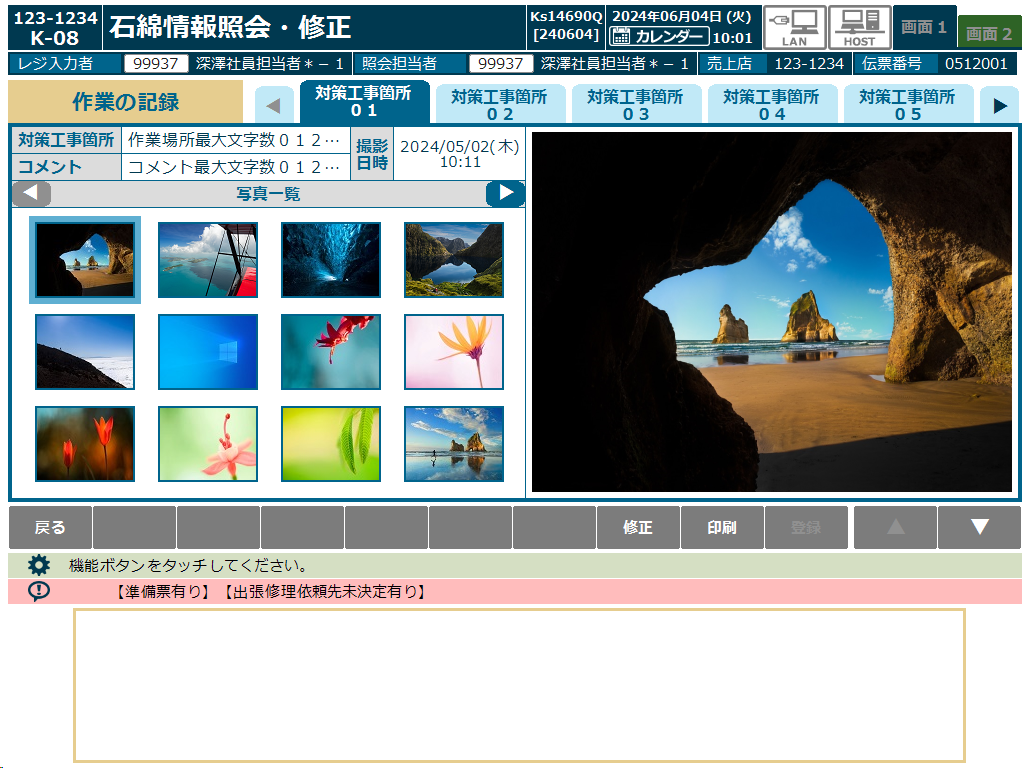 123-1234
K-08
石綿情報照会・修正
Ks14690Q
[240604]
2024年06月04日 (火)
カレンダー 10:01
LAN
HOST
画面 1
画面 2
レジ入力者 99937 深澤社員担当者＊－１ 照会担当者 99937 深澤社員担当者＊－１ 売上店 123-1234 伝票番号 0512001
作業の記録
◀
対策工事箇所
０１
対策工事箇所
０２
対策工事箇所
０３
対策工事箇所
０４
対策工事箇所
０５
▶
対策工事箇所 作業場所最大文字数０１２…
コメント コメント最大文字数０１２…
撮影
日時
2024/05/02(木)
10:11
◀ 写真一覧 ▶
戻る 修正 印刷 登録 ▲ ▼
機能ボタンをタッチしてください。
【準備票有り】【出張修理依頼先未決定有り】